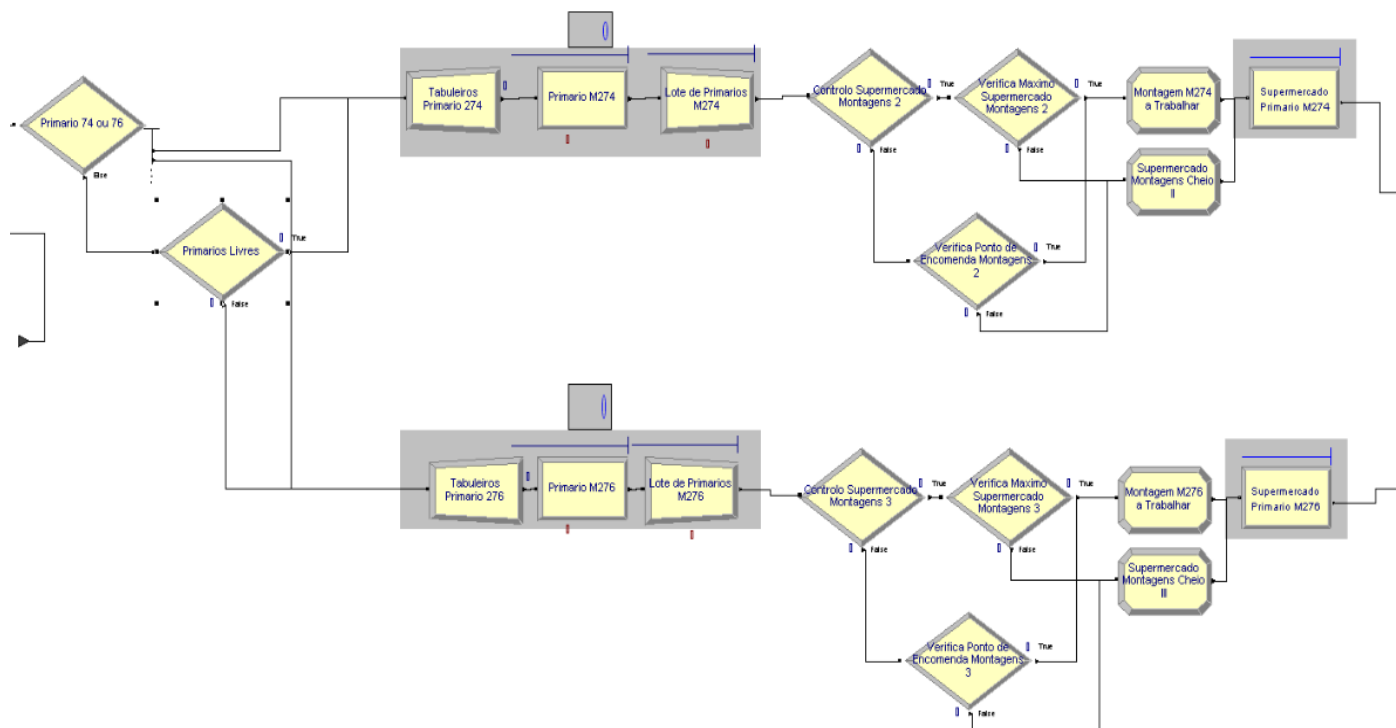 Primario 74 ou 76
Else
Primarios Livres
True
False
Tabuleiros
Primario 274
Primario M274
Lote de Primarios
M274
Controlo Supermercado
Montagens 2
True
False
Verifica Maximo
Supermercado
Montagens 2
True
False
Verifica Ponto de
Encomenda Montagens
2
True
False
Montagem M274
a Trabalhar
Supermercado
Montagens Cheio
II
Supermercado
Primario M274
Tabuleiros
Primario 276
Primario M276
Lote de Primarios
M276
Controlo Supermercado
Montagens 3
True
False
Verifica Maximo
Supermercado
Montagens 3
True
False
Verifica Ponto de
Encomenda Montagens
3
True
False
Montagem M276
a Trabalhar
Supermercado
Montagens Cheio
III
Supermercado
Primario M276